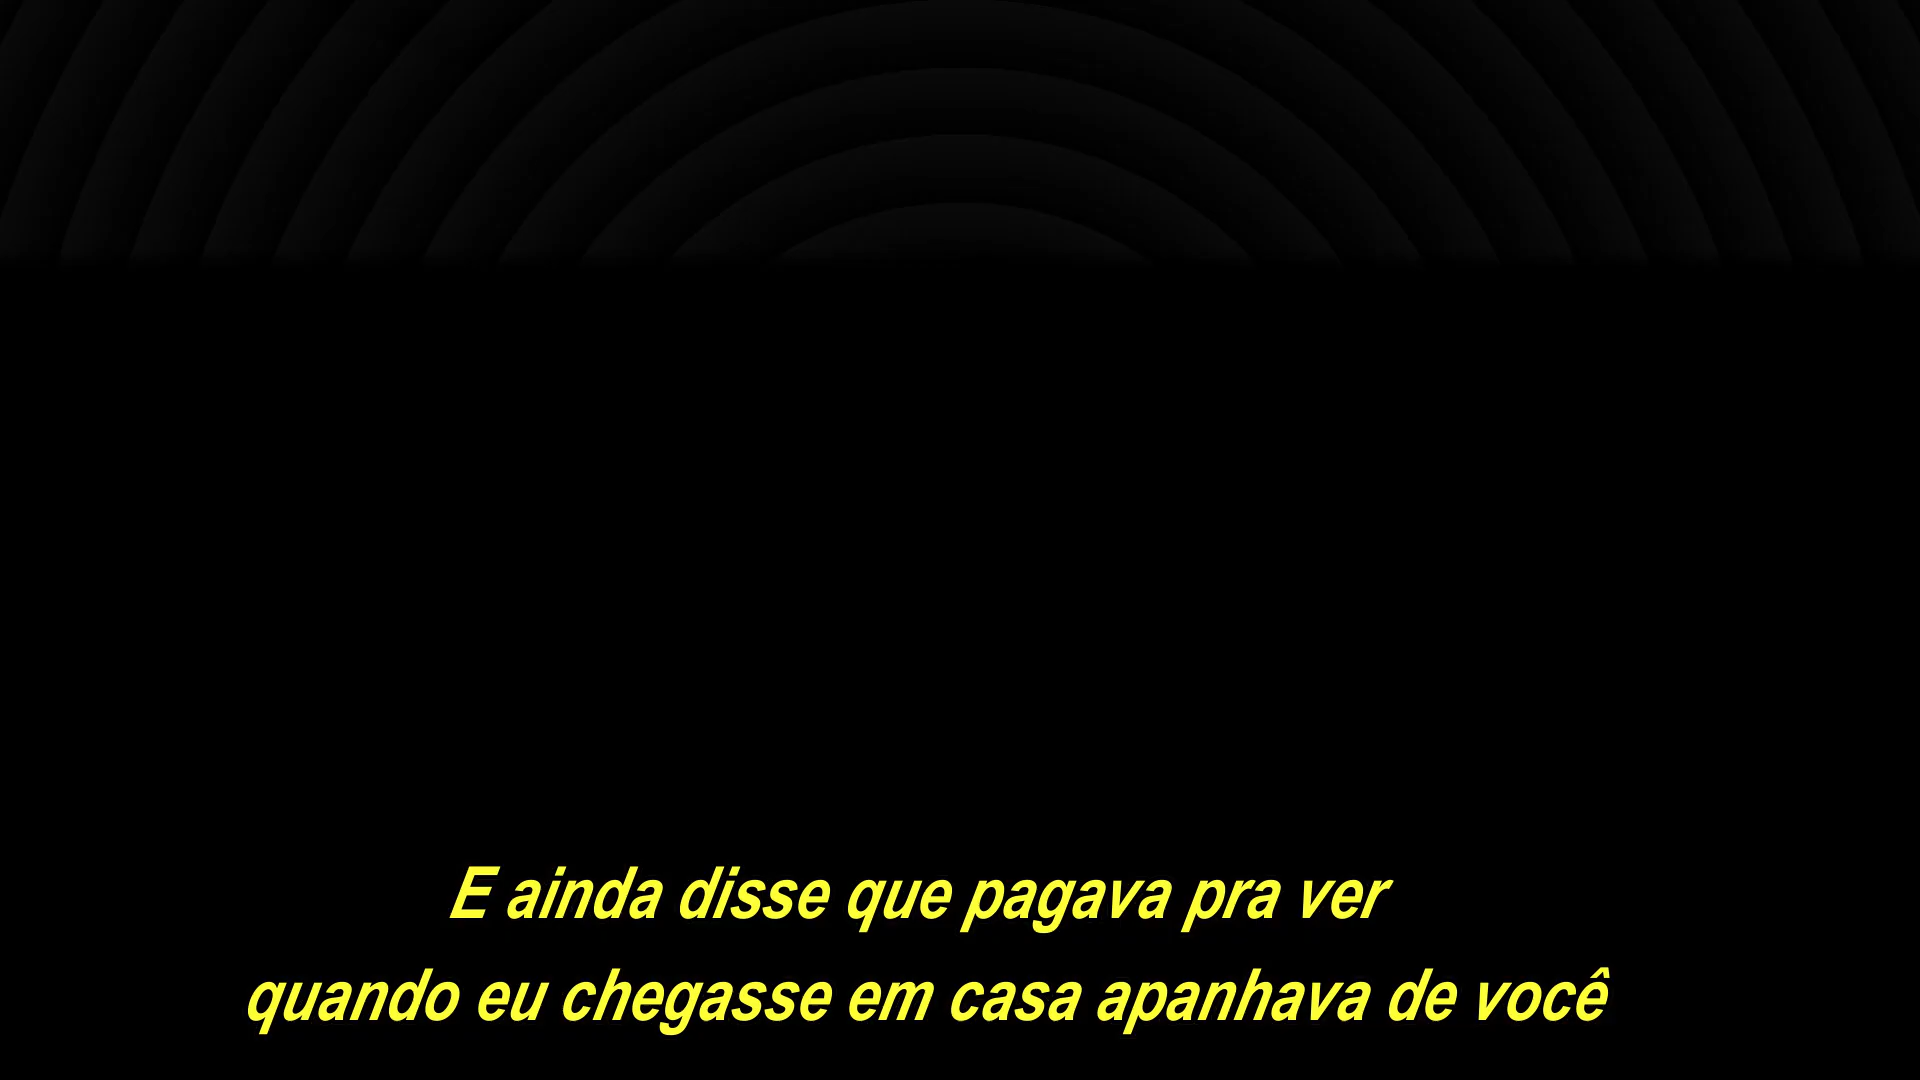 E ainda disse que pagava pra ver
quando eu chegasse em casa apanhava de você